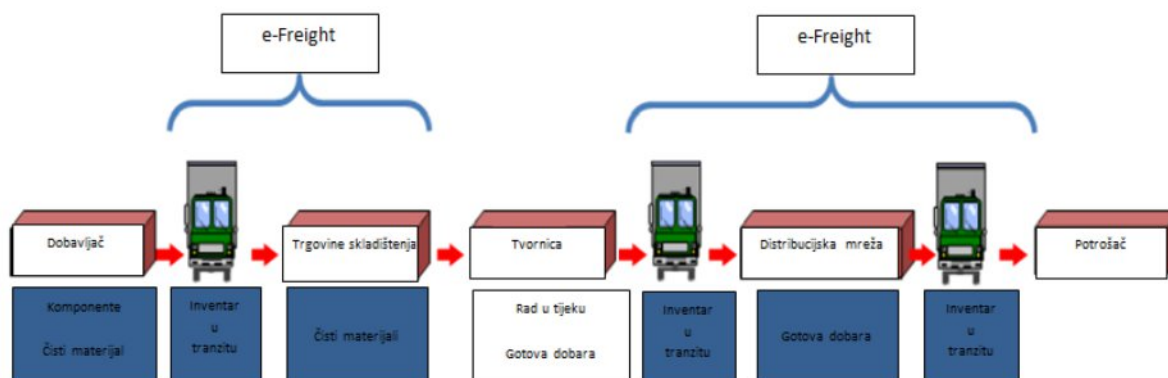 e-Freight
e-Freight
Dobavljač
Trgovine skladištenja
Tvornica
Distribucijska mreža
Potrošač
Komponente
Čisti materijal
Inventar
u
tranzitu
Čisti materijali
Rad u tijeku
Gotova dobara
Inventar
u
tranzitu
Gotova dobara
Inventar
u
tranzitu